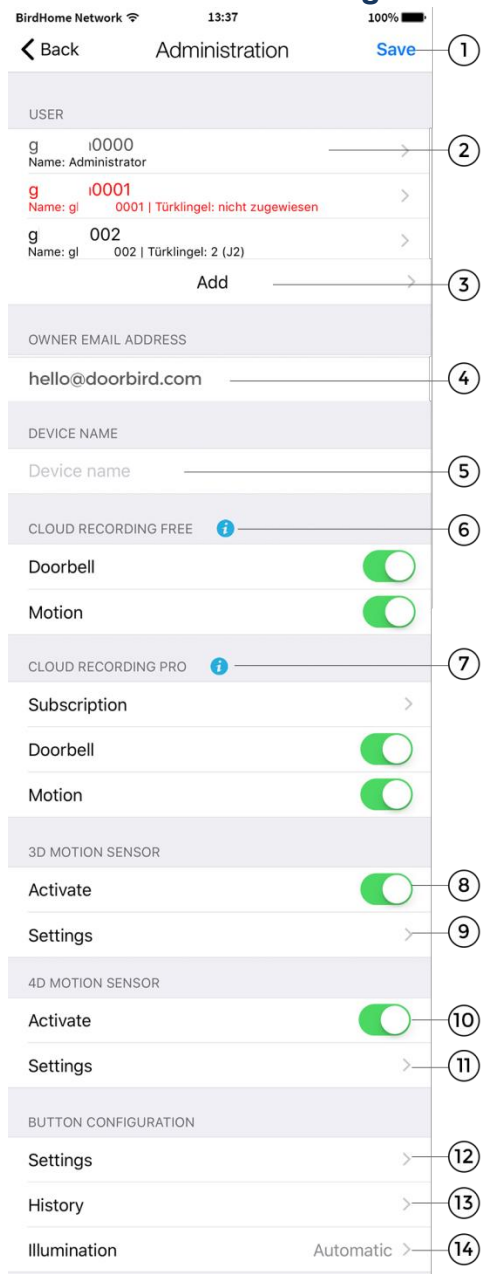 BirdHome Network 13:37 100%
Back Administration Save 1
USER
g 0000 2
Name: Administrator
g 0001
Name: gl 0001 | Türklingel: nicht zugewiesen
g 002
Name: gl 002 | Türklingel: 2 (J2)
Add 3
OWNER EMAIL ADDRESS
hello@doorbird.com 4
DEVICE NAME
Device name 5
CLOUD RECORDING FREE i 6
Doorbell
Motion
CLOUD RECORDING PRO i 7
Subscription
Doorbell
Motion
3D MOTION SENSOR
Activate 8
Settings 9
4D MOTION SENSOR
Activate 10
Settings 11
BUTTON CONFIGURATION
Settings 12
History 13
Illumination Automatic 14